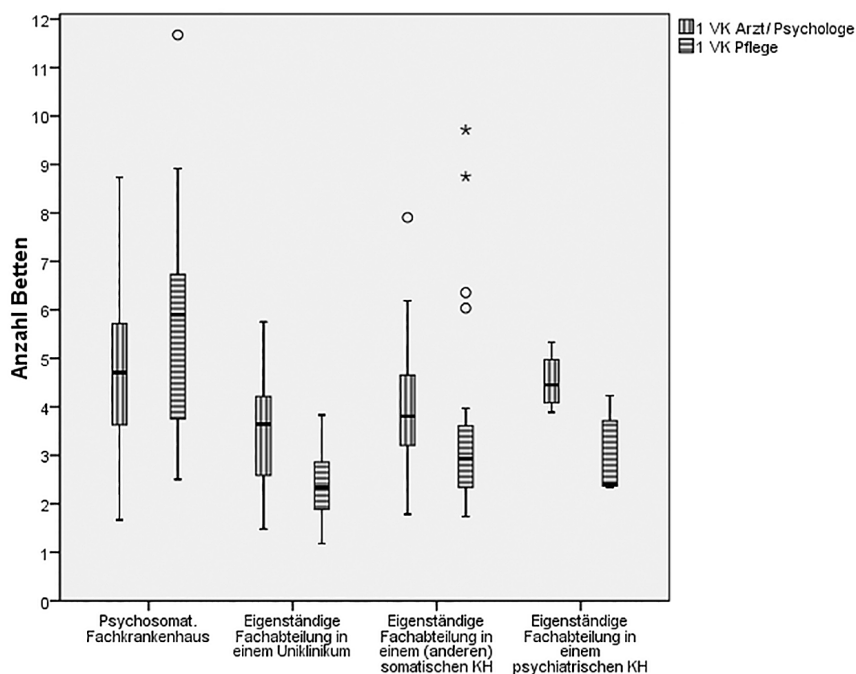 12
11
10
9
8
7
6
5
4
3
2
1
0
Anzahl Betten
1 VK Arzt/Psychologe
1 VK Pflege
Psychosomat.
Fachkrankenhaus
Eigenständige
Fachabteilung in
einem Uniklinikum
Eigenständige
Fachabteilung in
einem (anderen)
somatischen KH
Eigenständige
Fachabteilung in
einem
psychiatrischen KH